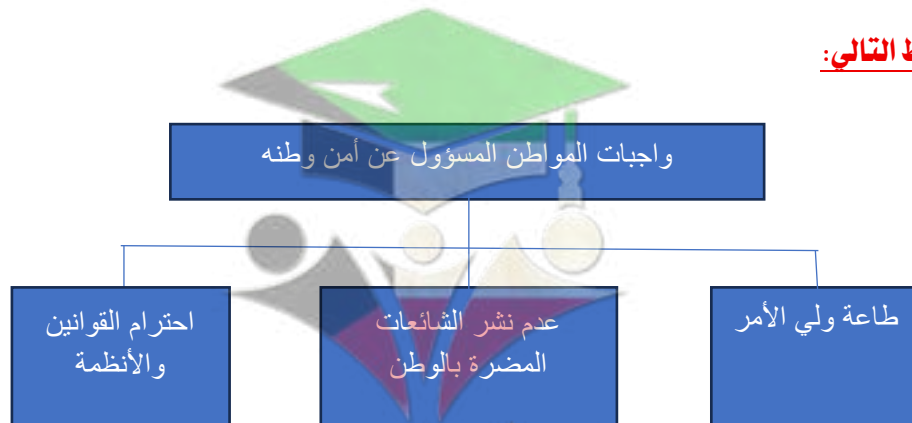 التالي:
واجبات المواطن المسؤول عن أمن وطنه
طاعة ولي الأمر
عدم نشر الشائعات
المضرة بالوطن
احترام القوانين
والأنظمة